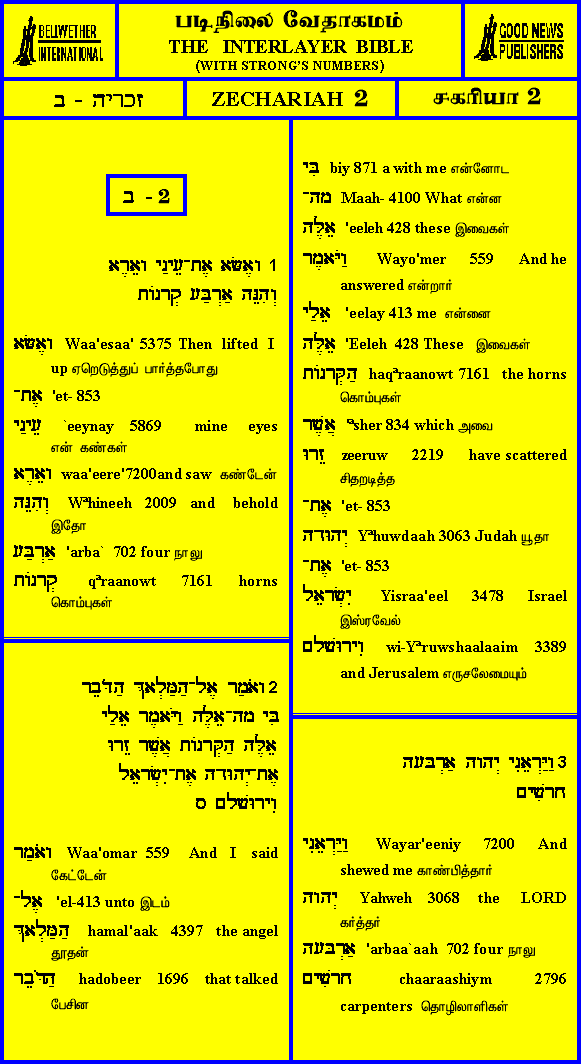 BELLWETHER
INTERNATIONAL
படிநிலை வேதாகமம்
THE INTERLAYER BIBLE
(WITH STRONG'S NUMBERS)
GOOD NEWS
PUBLISHERS
זכריה - ב
ZECHARIAH 2
சகரியா 2
ב - 2
1 וָאֶשָּׂא אֶת־עֵינַי וָאֵרֶא
וְהִנֵּה אַרְבַּע קְרָנוֹת
וָאֶשָּׂא Waa'esaa' 5375 Then lifted I
up ஏறெடுத்துப் பார்த்தபோது
אֶת־ 'et- 853
עֵינַי `eeynay 5869 mine eyes
என் கண்கள்
וָאֵרֶא waa'eere'7200and saw கண்டேன்
וְהִנֵּה Wªhineeh 2009 and behold
இதோ
אַרְבַּע 'arba` 702 four நாலு
קְרָנוֹת qªraanowt 7161 horns
கொம்புகள்
2 וָאֹמַר אֶל־הַמַּלְאָךְ הַדֹּבֵר
בִּי מָה־אֵלֶּה וַיֹּאמֶר אֵלַי
אֵלֶּה הַקְּרָנוֹת אֲשֶׁר זֵרוּ
אֶת־יְהוּדָה אֶת־יִשְׂרָאֵל
וִירוּשָׁלִָם ס
וָאֹמַר Waa'omar 559 And I said
கேட்டேன்
אֶל־ 'el-413 unto இடம்
הַמַּלְאָךְ hamal'aak 4397 the angel
தூதன்
הַדֹּבֵר hadobeer 1696 that talked
பேசின
בִּי biy 871 a with me என்னோட
מָה־ Maah- 4100 What என்ன
אֵלֶּה 'eeleh 428 these இவைகள்
וַיֹּאמֶר Wayo'mer 559 And he
answered என்றார்
אֵלַי 'eelay 413 me என்னை
אֵלֶּה 'Eeleh 428 These இவைகள்
הַקְּרָנוֹת haqªraanowt 7161 the horns
கொம்புகள்
אֲשֶׁר ªsher 834 which அவை
זֵרוּ zeeruw 2219 have scattered
சிதறடித்த
אֶת־ 'et- 853
יְהוּדָה Yªhuwdaah 3063 Judah யூதா
אֶת־ 'et- 853
יִשְׂרָאֵל Yisraa'eel 3478 Israel
இஸ்ரவேல்
וִירוּשָׁלִָם wi-Yªruwshaalaaim 3389
and Jerusalem எருசலேமையும்
3 וַיַּרְאֵנִי יְהוָה אַרְבָּעָה
חָרָשִׁים
וַיַּרְאֵנִי Wayar'eeniy 7200 And
shewed me காண்பித்தார்
יְהוָה Yahweh 3068 the LORD
கர்த்தர்
אַרְבָּעָה 'arbaa`aah 702 four நாலு
חָרָשִׁים chaaraashiym 2796
carpenters தொழிலாளிகள்